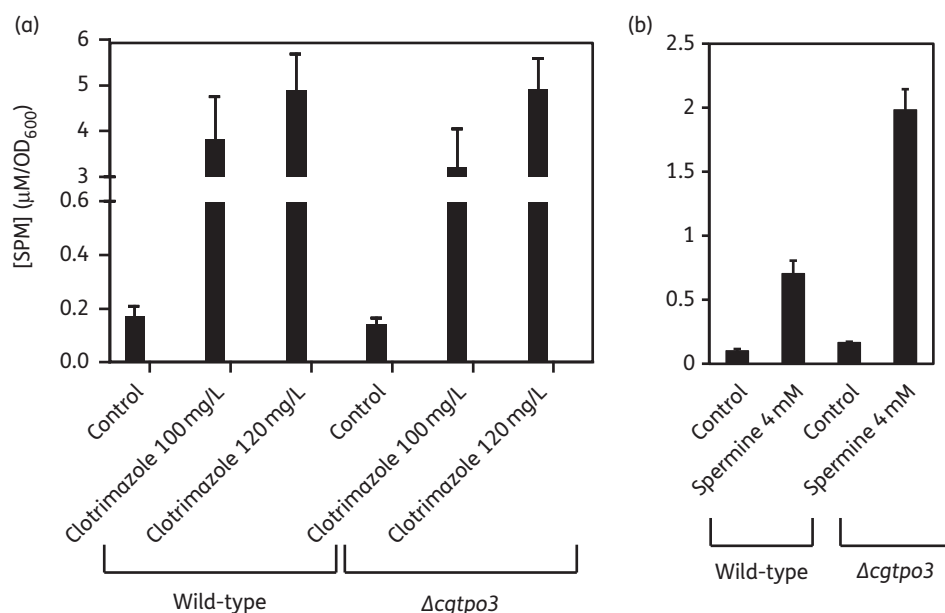 (a)
[SPM] (μM/OD600)
6
5
4
3
0.6
0.4
0.2
0.0
Control
Clotrimazole 100 mg/L
Clotrimazole 120 mg/L
Control
Clotrimazole 100 mg/L
Clotrimazole 120 mg/L
Wild-type
Δcgtpo3
(b)
2.5
2
1.5
1
0.5
0
Control
Spermine 4 mM
Control
Spermine 4 mM
Wild-type
Δcgtpo3